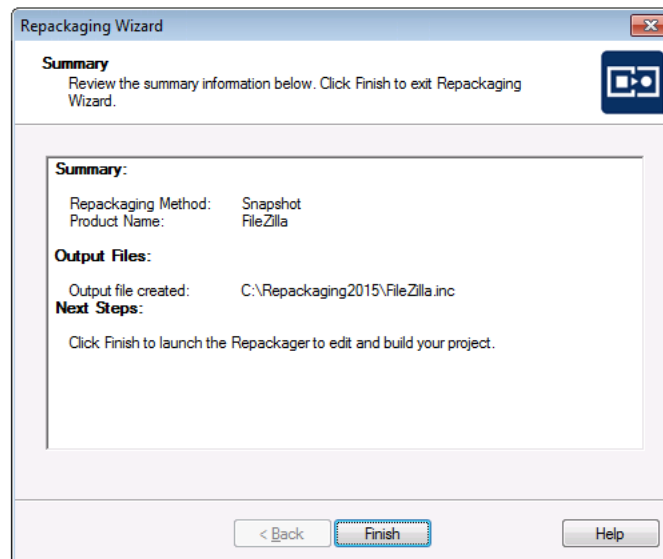 Repackaging Wizard
Summary
Review the summary information below. Click Finish to exit Repackaging
Wizard.
Summary:
Repackaging Method: Snapshot
Product Name: FileZilla
Output Files:
Output file created: C:\Repackaging2015\FileZilla.inc
Next Steps:
Click Finish to launch the Repackager to edit and build your project.
< Back Finish Help